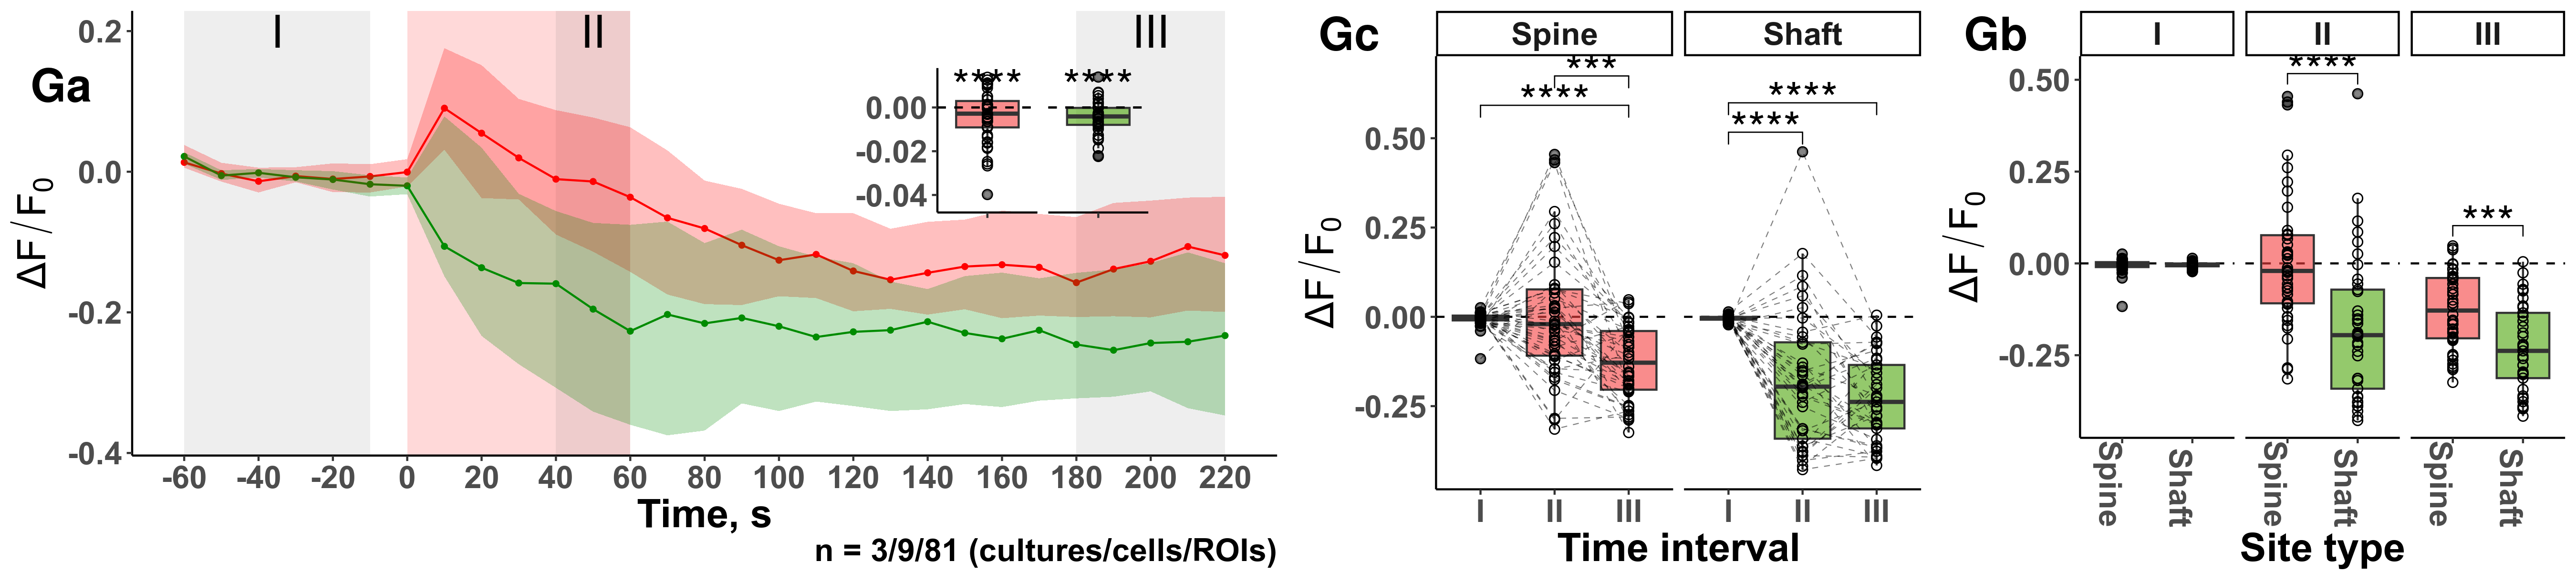 Ga
I
II
III
0.2
0.0
-0.2
-0.4
ΔF / F0
-60 -40 -20 0 20 40 60 80 100 120 140 160 180 200 220
Time, s
n = 3/9/81 (cultures/cells/ROIs)
**** ****
0.00
-0.02
-0.04
Gc
Spine Shaft
***
****
****
****
0.50
0.25
0.00
-0.25
ΔF / F0
I II III I II III
Time interval
Gb
I II III
****
***
0.50
0.25
0.00
-0.25
ΔF / F0
Spine Shaft Spine Shaft Spine Shaft
Site type